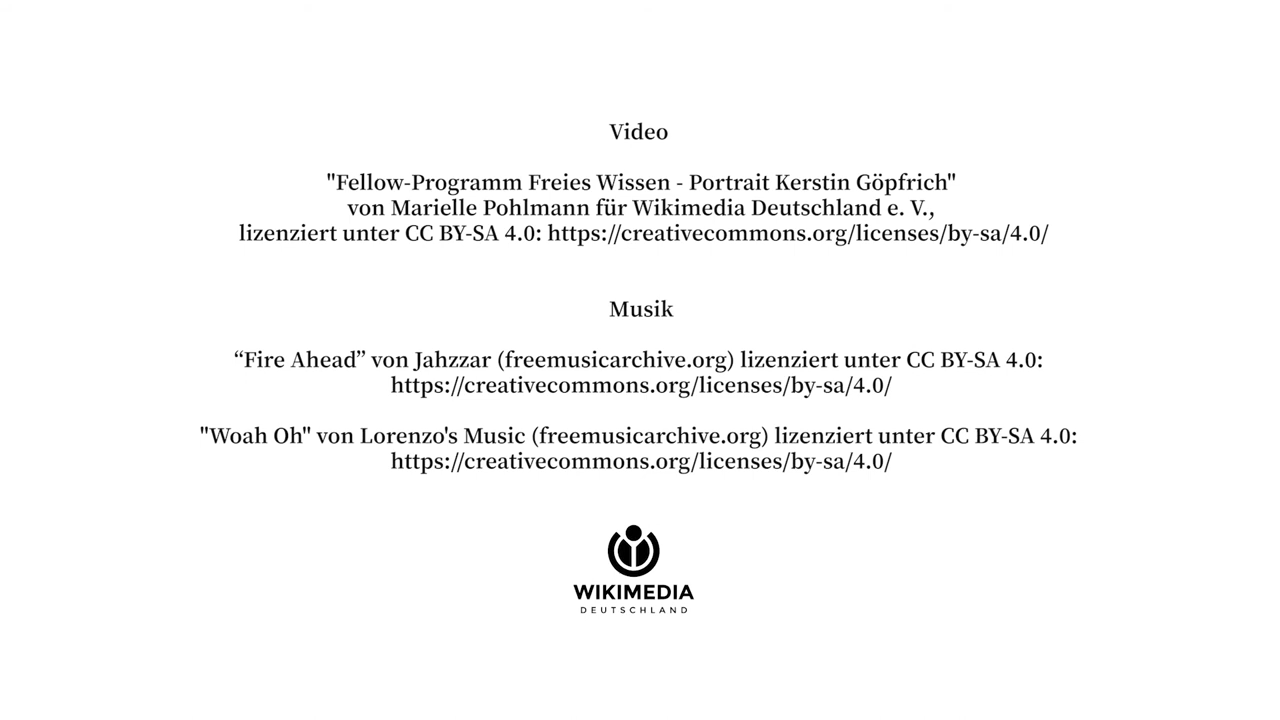 Video
"Fellow-Programm Freies Wissen - Portrait Kerstin Göpfrich"
von Marielle Pohlmann für Wikimedia Deutschland e. V.,
lizenziert unter CC BY-SA 4.0: https://creativecommons.org/licenses/by-sa/4.0/
Musik
“Fire Ahead” von Jahzzar (freemusicarchive.org) lizenziert unter CC BY-SA 4.0:
https://creativecommons.org/licenses/by-sa/4.0/
"Woah Oh" von Lorenzo's Music (freemusicarchive.org) lizenziert unter CC BY-SA 4.0:
https://creativecommons.org/licenses/by-sa/4.0/
WIKIMEDIA
DEUTSCHLAND